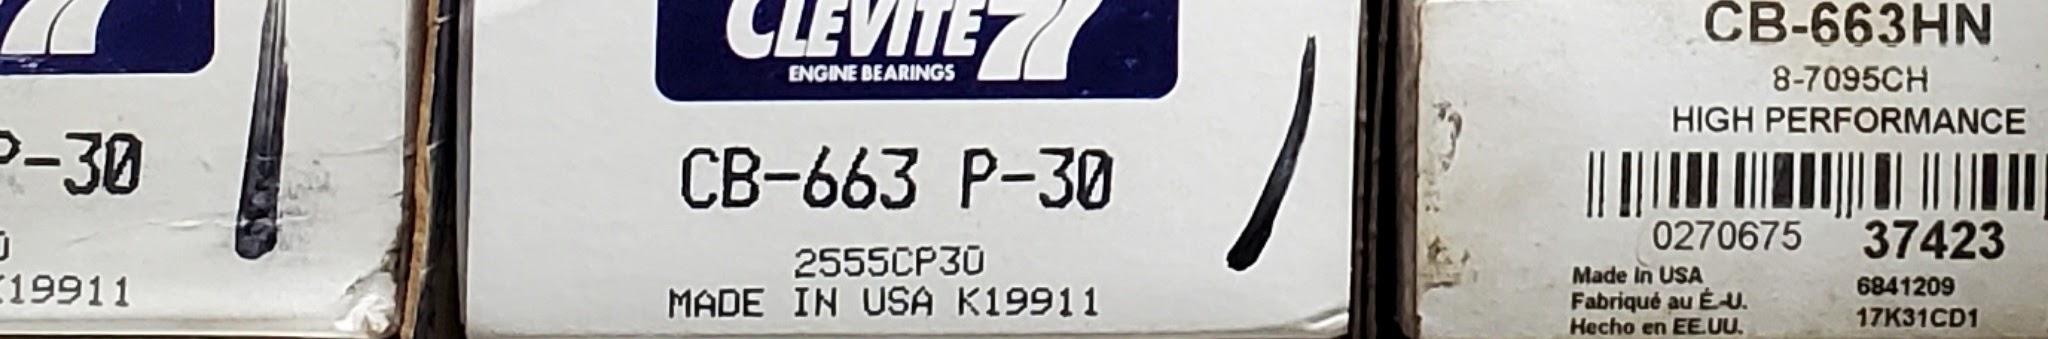 77
P-30
K19911
CLEVITE 77
ENGINE BEARINGS
CB-663 P-30
2555CP30
MADE IN USA K19911
CB-663HN
8-7095CH
HIGH PERFORMANCE
0270675 37423
Made In USA 6841209
Fabriqué au É.-U.
Hecho en EE.UU. 17K31CD1